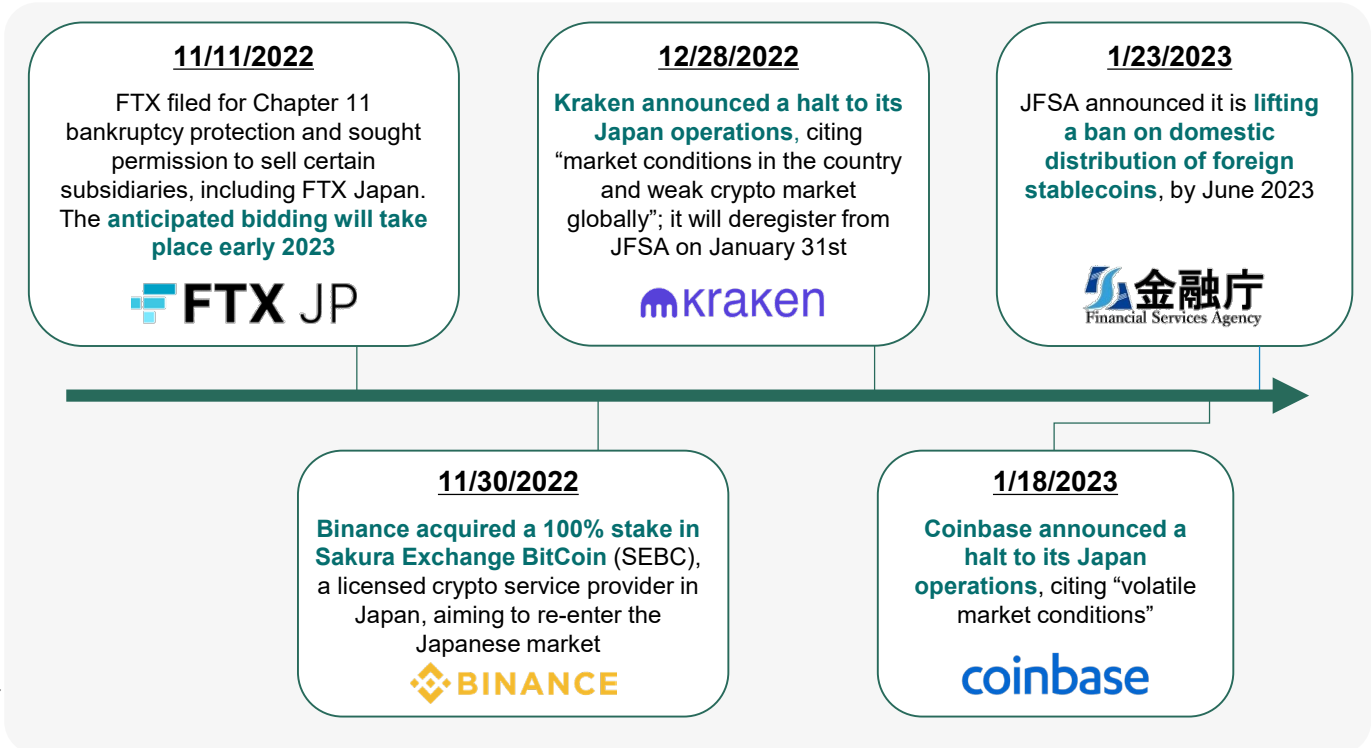 11/11/2022
FTX filed for Chapter 11
bankruptcy protection and sought
permission to sell certain
subsidiaries, including FTX Japan.
The anticipated bidding will take
place early 2023
FTX JP
12/28/2022
Kraken announced a halt to its
Japan operations, citing
“market conditions in the country
and weak crypto market
globally”; it will deregister from
JFSA on January 31st
kraken
1/23/2023
JFSA announced it is lifting
a ban on domestic
distribution of foreign
stablecoins, by June 2023
金融庁
Financial Services Agency
11/30/2022
Binance acquired a 100% stake in
Sakura Exchange BitCoin (SEBC),
a licensed crypto service provider in
Japan, aiming to re-enter the
Japanese market
BINANCE
1/18/2023
Coinbase announced a
halt to its Japan
operations, citing “volatile
market conditions”
coinbase